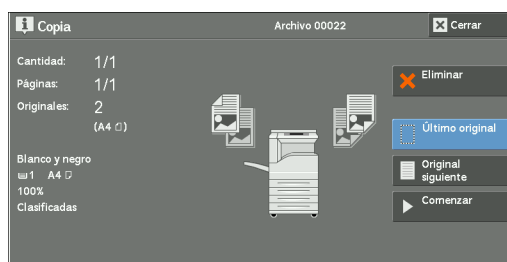 Copia
Archivo 00022
Cerrar
Cantidad: 1/1
Páginas: 1/1
Originales: 2
(A4)
Blanco y negro
1 A4
100%
Clasificadas
Eliminar
Último original
Original
siguiente
Comenzar